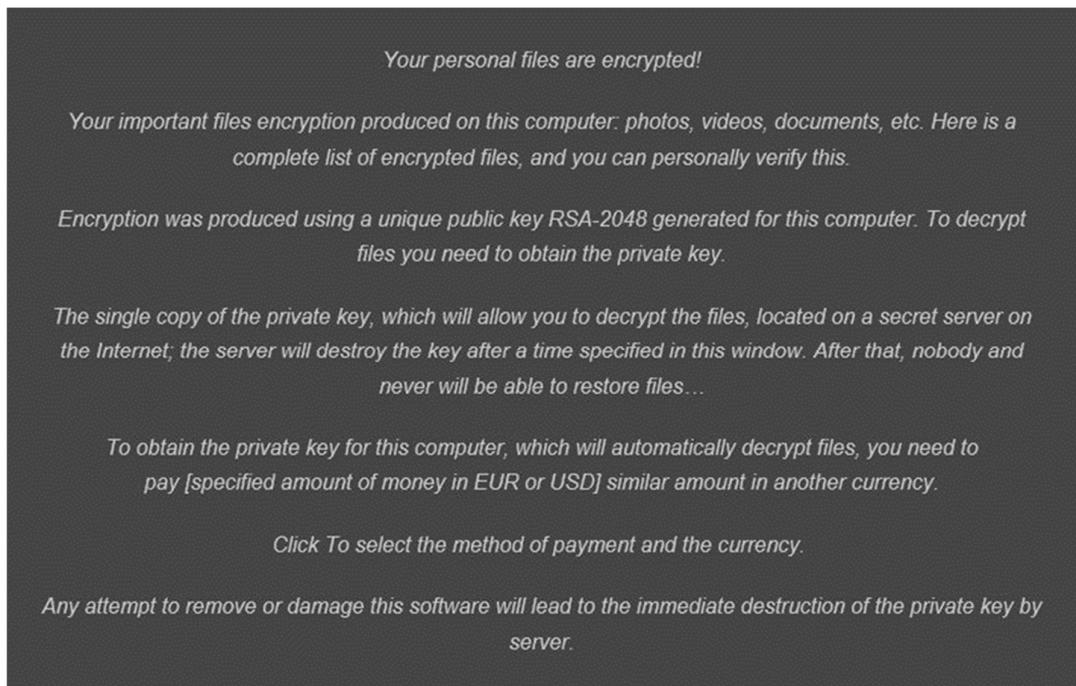 Your personal files are encrypted!
Your important files encryption produced on this computer: photos, videos, documents, etc. Here is a
complete list of encrypted files, and you can personally verify this.
Encryption was produced using a unique public key RSA-2048 generated for this computer. To decrypt
files you need to obtain the private key.
The single copy of the private key, which will allow you to decrypt the files, located on a secret server on
the Internet; the server will destroy the key after a time specified in this window. After that, nobody and
never will be able to restore files…
To obtain the private key for this computer, which will automatically decrypt files, you need to
pay [specified amount of money in EUR or USD] similar amount in another currency.
Click To select the method of payment and the currency.
Any attempt to remove or damage this software will lead to the immediate destruction of the private key by
server.